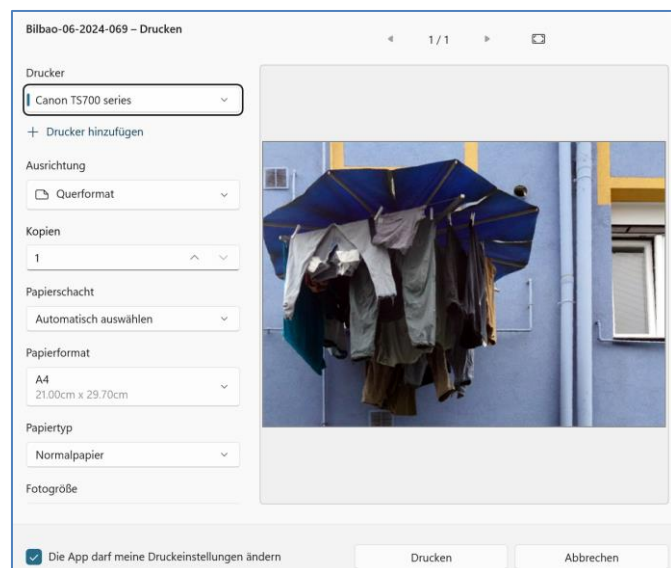 Bilbao-06-2024-069 – Drucken
1 / 1
Drucker
Canon TS700 series
+ Drucker hinzufügen
Ausrichtung
Querformat
Kopien
1
Papierschacht
Automatisch auswählen
Papierformat
A4
21.00cm x 29.70cm
Papiertyp
Normalpapier
Fotogröße
Die App darf meine Druckeinstellungen ändern
Drucken
Abbrechen